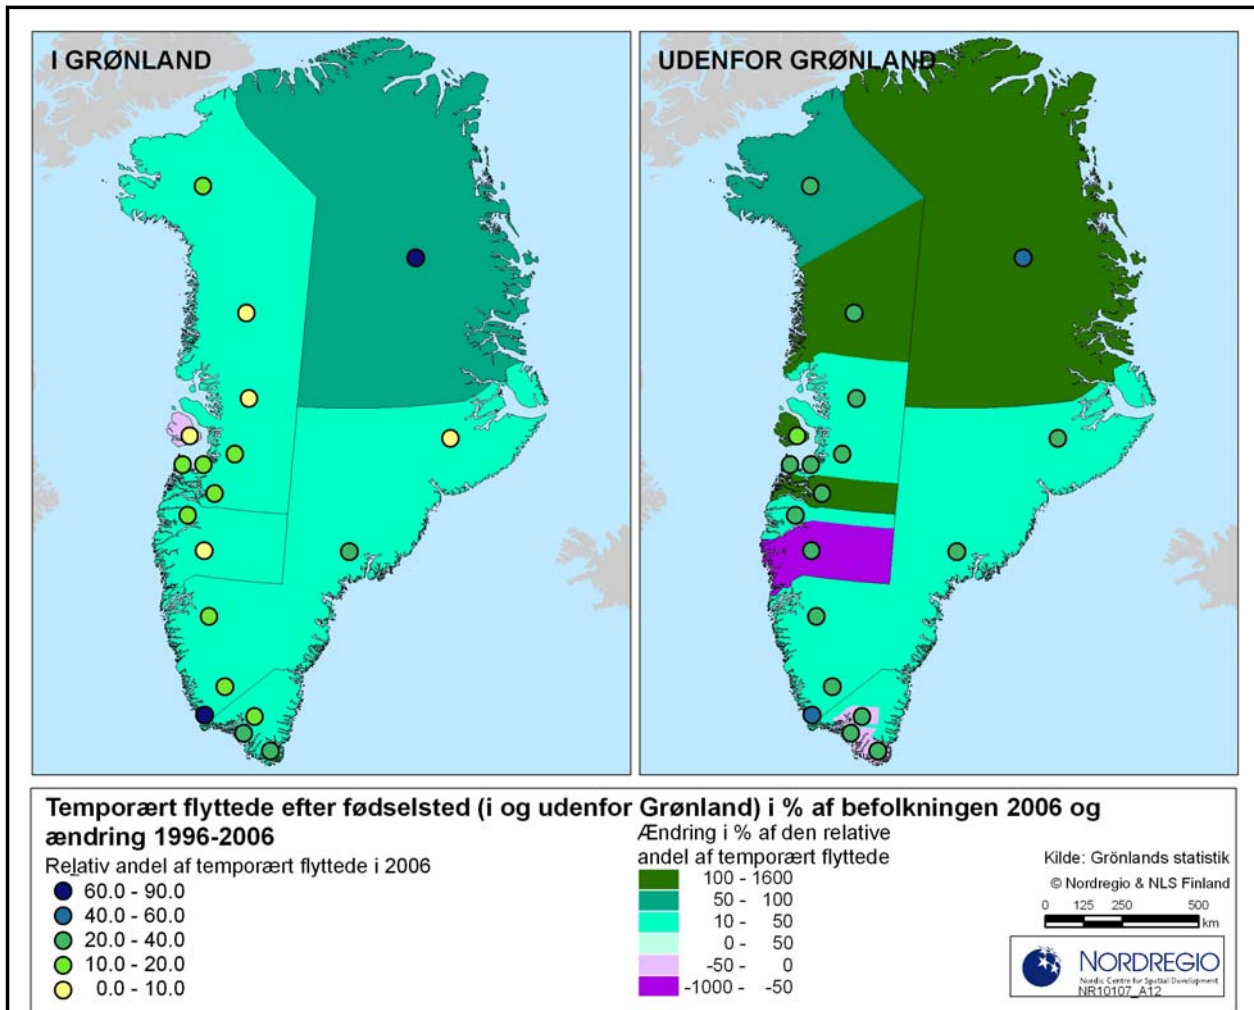 I GRØNLAND
UDENFOR GRØNLAND
Temporært flyttede efter fødselsted (i og udenfor Grønland) i % af befolkningen 2006 og
ændring 1996-2006
Relativ andel af temporært flyttede i 2006
60.0 - 90.0
40.0 - 60.0
20.0 - 40.0
10.0 - 20.0
0.0 - 10.0
Ændring i % af den relative
andel af temporært flyttede
100 - 1600
50 - 100
10 - 50
0 - 50
-50 - 0
-1000 - -50
Kilde: Grönlands statistik
© Nordregio & NLS Finland
0 125 250 500
km
NORDREGIO
Nordic Centre for Spatial Development
NR10107_A12